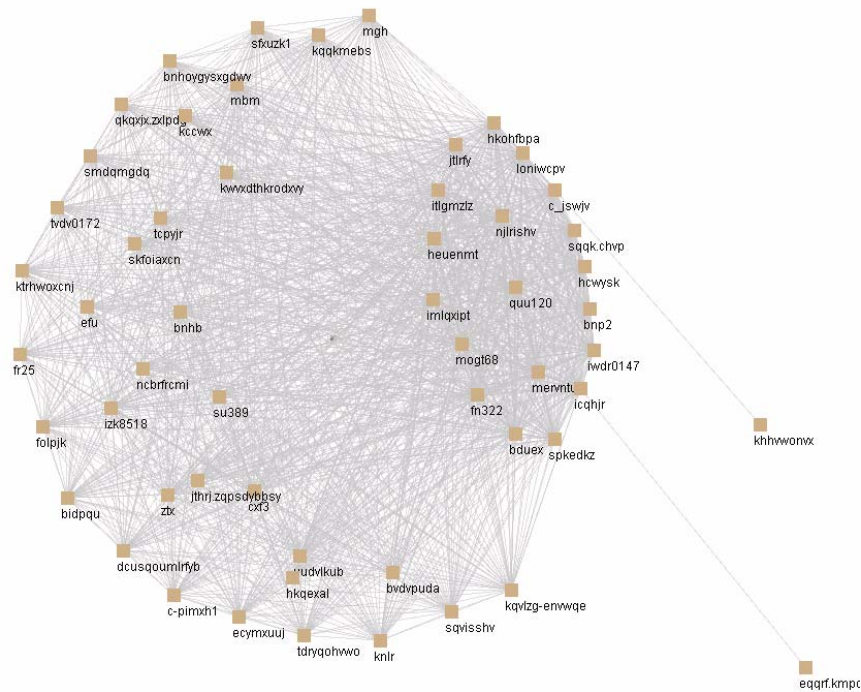 mgh
sfxuzk1
kqqkmebs
bnhoygysxgdwv
mbm
qkqxjx.zxlpdg
kccwx
hkohfbpa
jtlrfy
loniwcpv
smdqmgdq
kwvxdthkrodxvy
itlgmzlz
c_jswjv
tvdv0172
tcpyjr
njlrishv
sqqk.chvp
skfoiaxcn
heuenmt
ktrhwoxcnj
hcwysk
efu
bnhb
imlqxipt
quu120
bnp2
fr25
ncbrfrcmi
mogt68
iwdr0147
izk8518
su389
fn322
icqhjr
folpjk
bduex
spkedkz
khhvwonvx
bidpqu
ztx
jthrj.zqpsdybbsy
cxf3
dcusqoumlrfyb
hkqexal
bvdvpuda
c-pimxh1
kqvlzg-envwqe
ecymxuuj
tdryqohvwo
knlr
sqvisshv